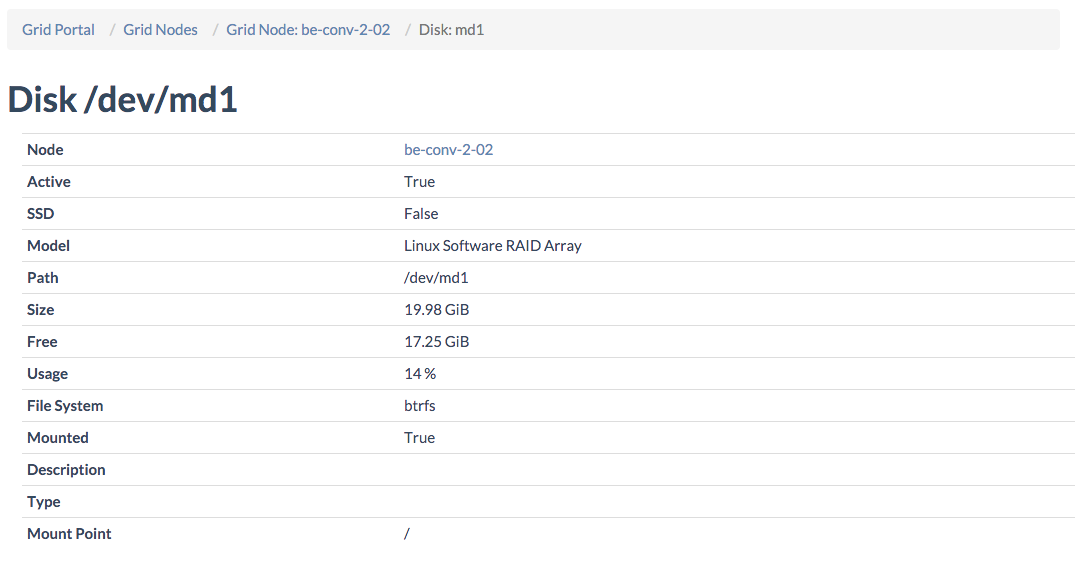 Grid Portal / Grid Nodes / Grid Node: be-conv-2-02 / Disk: md1
Disk /dev/md1
Node be-conv-2-02
Active True
SSD False
Model Linux Software RAID Array
Path /dev/md1
Size 19.98 GiB
Free 17.25 GiB
Usage 14 %
File System btrfs
Mounted True
Description
Type
Mount Point /